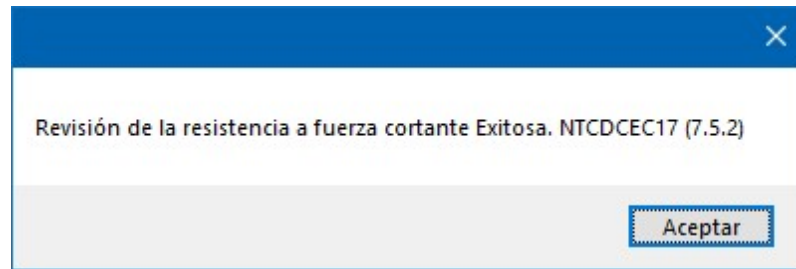 Revisión de la resistencia a fuerza cortante Exitosa. NTCDCEC17 (7.5.2)
Aceptar